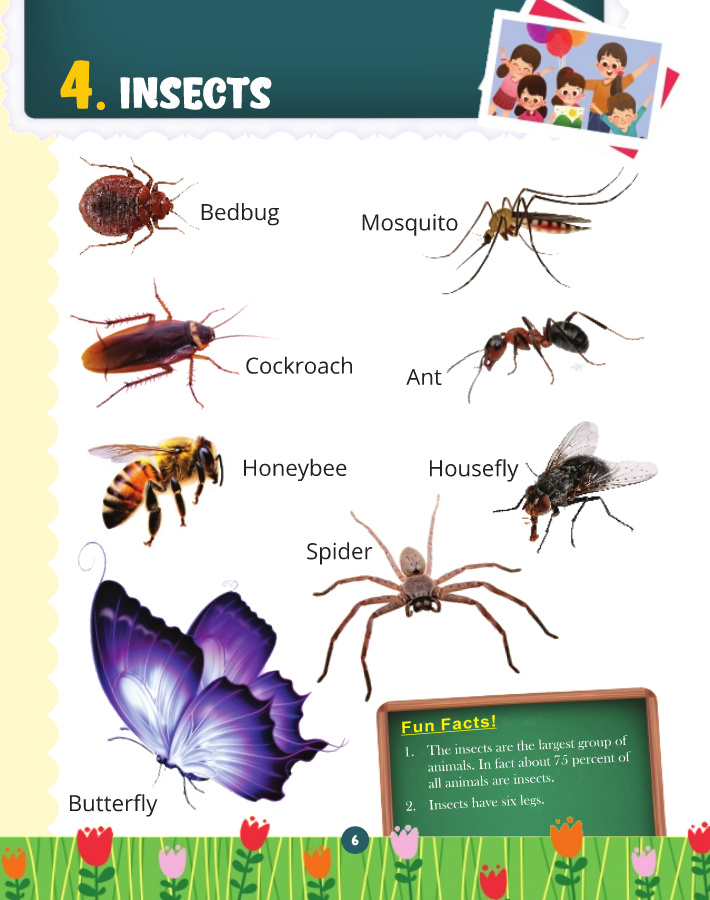 4. INSECTS
Bedbug
Mosquito
Cockroach
Ant
Honeybee
Housefly
Spider
Butterfly
Fun Facts!
1. The insects are the largest group of
animals. In fact about 75 percent of
all animals are insects.
2. Insects have six legs.
6